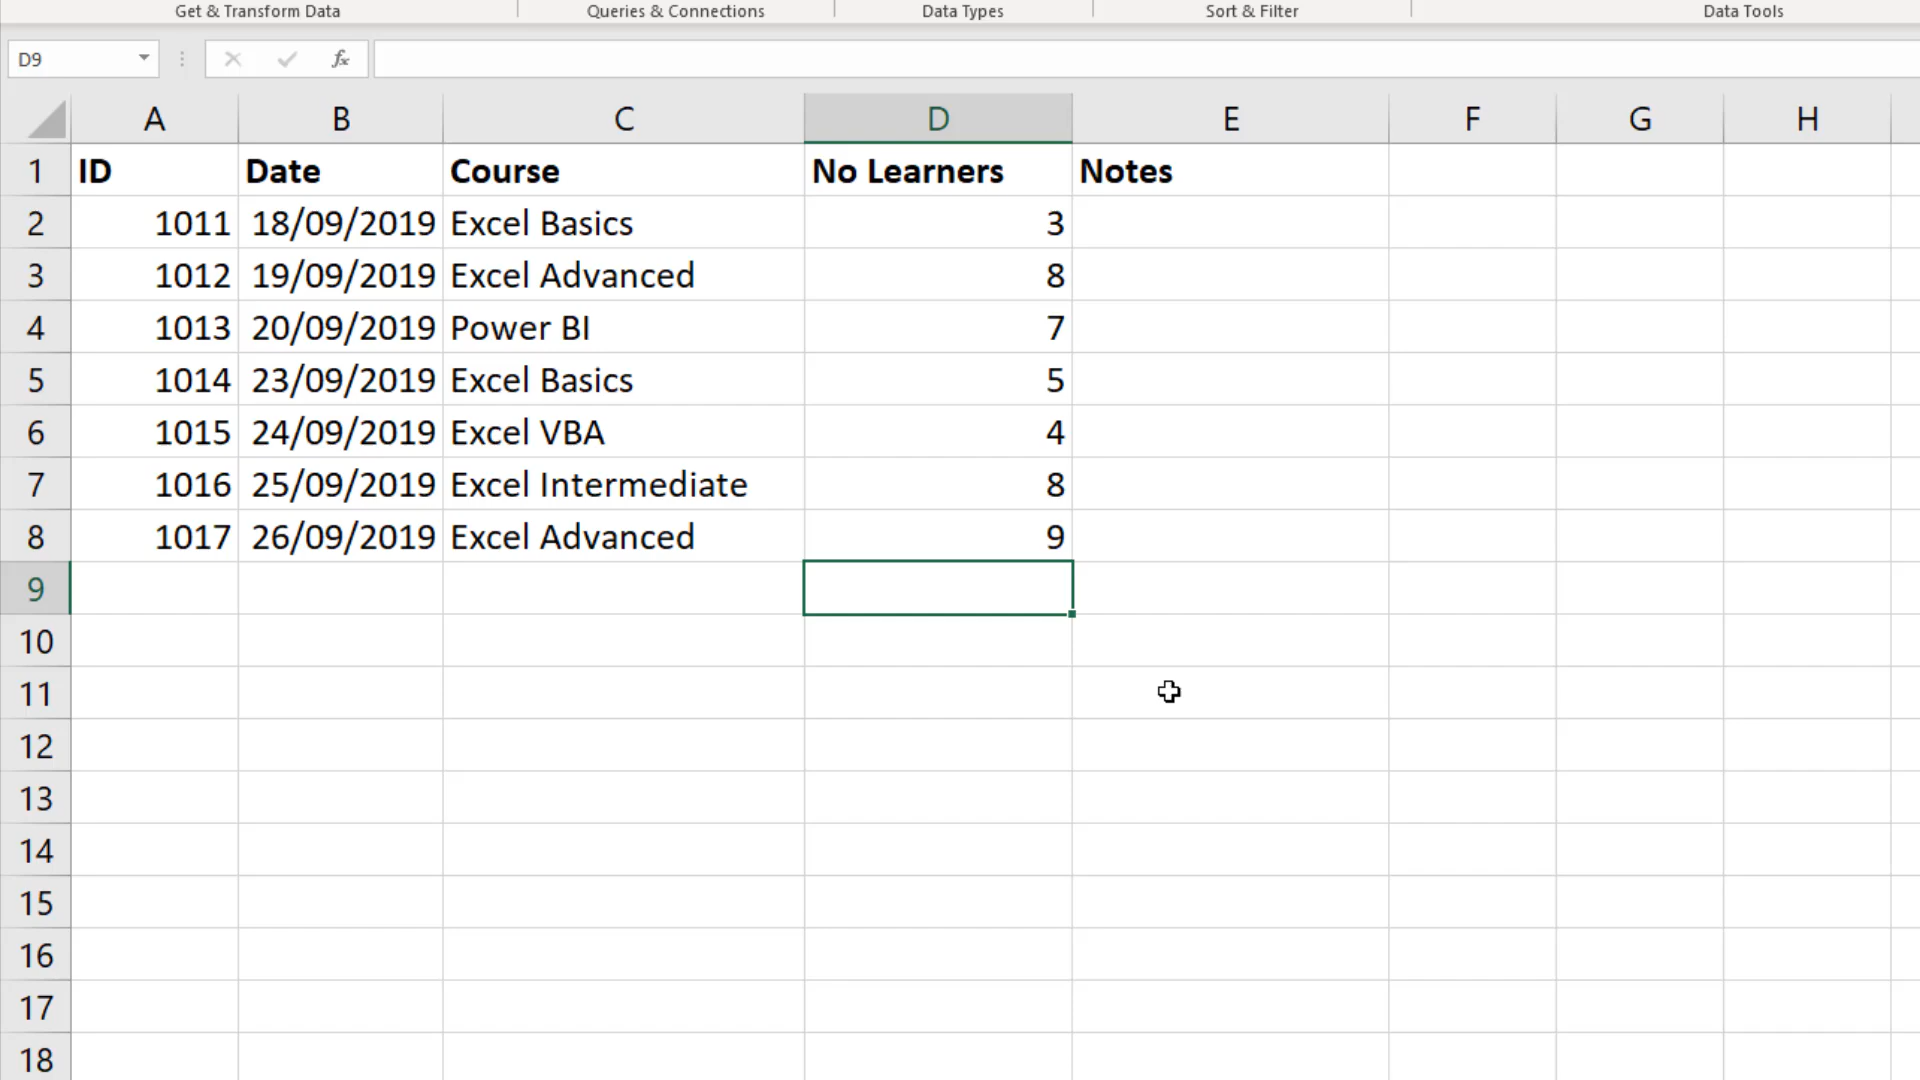 Get & Transform Data Queries & Connections Data Types Sort & Filter Data Tools
D9 fx
A B C D E F G H
1 ID Date Course No Learners Notes
2 1011 18/09/2019 Excel Basics 3
3 1012 19/09/2019 Excel Advanced 8
4 1013 20/09/2019 Power BI 7
5 1014 23/09/2019 Excel Basics 5
6 1015 24/09/2019 Excel VBA 4
7 1016 25/09/2019 Excel Intermediate 8
8 1017 26/09/2019 Excel Advanced 9
9
10
11
12
13
14
15
16
17
18